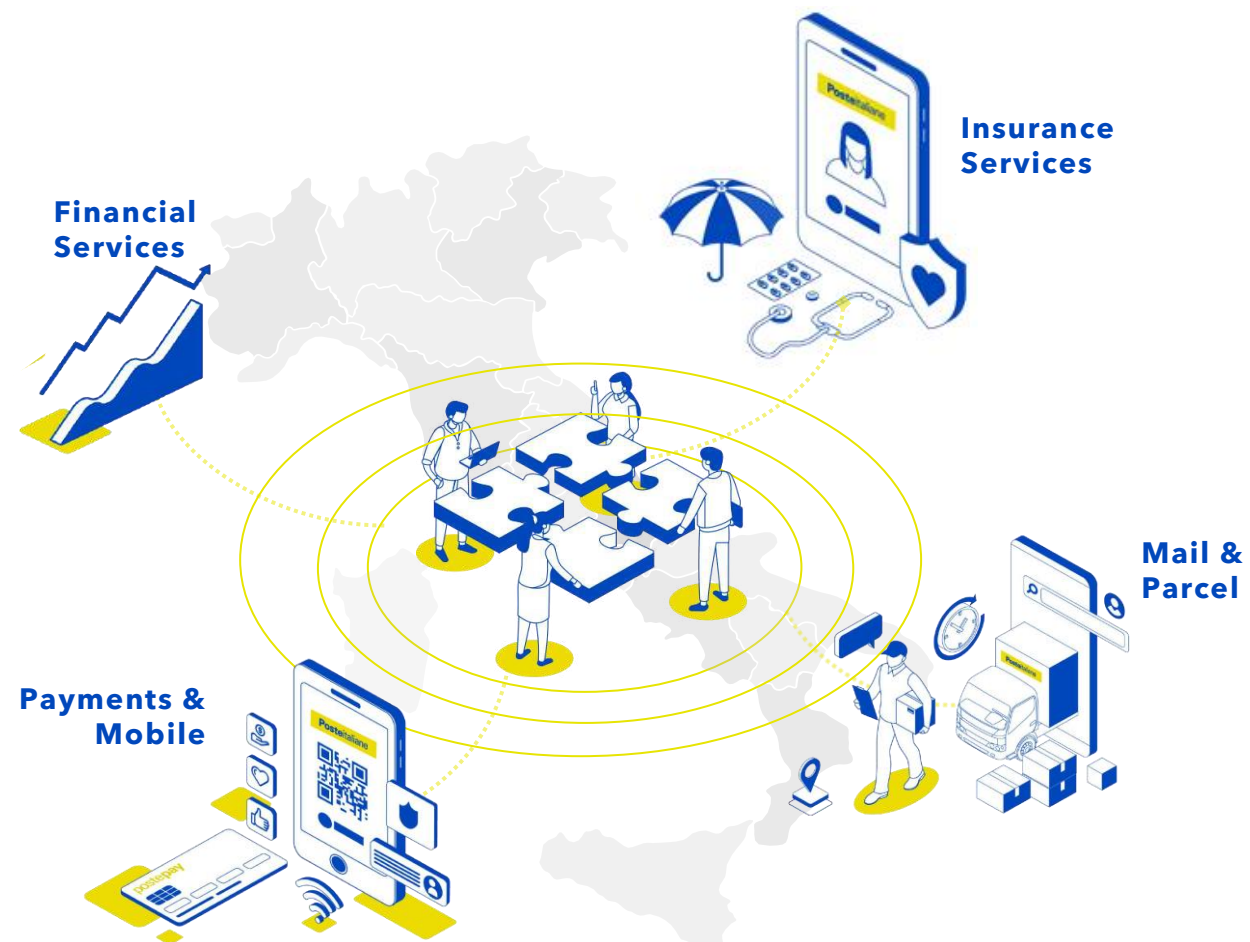 Insurance
Services
Financial
Services
Mail &
Parcel
Payments &
Mobile
Posteitaliane
Posteitaliane
Posteitaliane
postepay